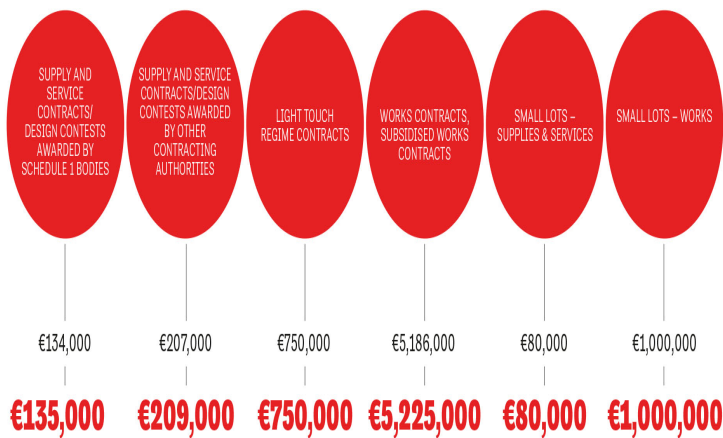 SUPPLY AND
SERVICE
CONTRACTS/
DESIGN CONTESTS
AWARDED BY
SCHEDULE 1 BODIES
SUPPLY AND SERVICE
CONTRACTS/DESIGN
CONTESTS AWARDED
BY OTHER
CONTRACTING
AUTHORITIES
LIGHT TOUCH
REGIME CONTRACTS
WORKS CONTRACTS,
SUBSIDISED WORKS
CONTRACTS
SMALL LOTS –
SUPPLIES & SERVICES
SMALL LOTS – WORKS
€134,000
€207,000
€750,000
€5,186,000
€80,000
€1,000,000
€135,000
€209,000
€750,000
€5,225,000
€80,000
€1,000,000